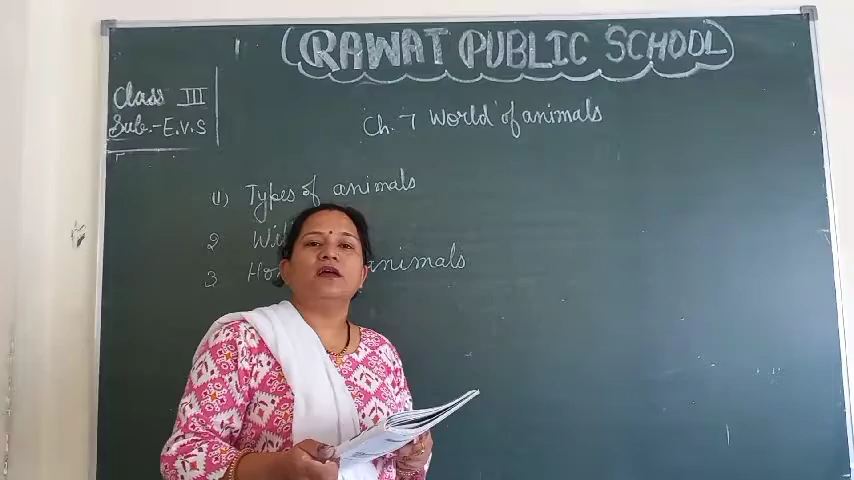 (RAWAT PUBLIC SCHOOL)
Class III
Sub.-E.V.S
Ch.-7 World of animals
(1) Types of animals
2
3 animals